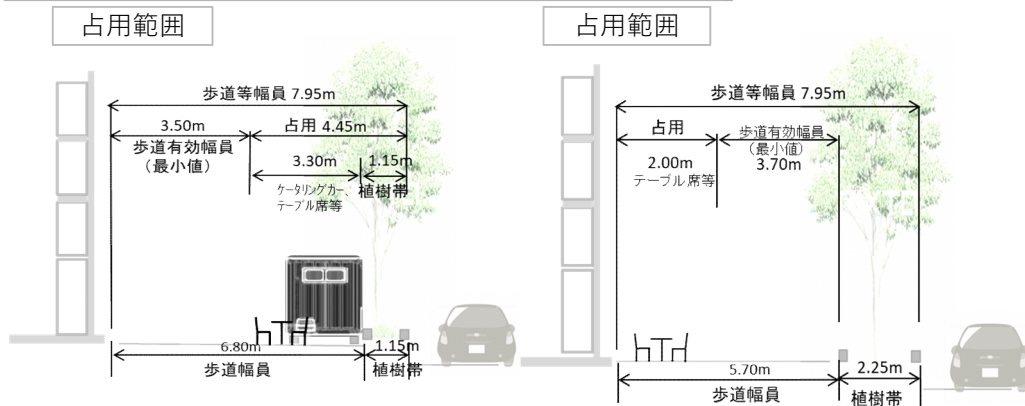 占用範囲
歩道等幅員 7.95m
3.50m
占用 4.45m
歩道有効幅員
（最小値）
3.30m
1.15m
ケータリングカー、
テーブル席等
植樹帯
6.80m
1.15m
歩道幅員
植樹帯
占用範囲
歩道等幅員 7.95m
占用
歩道有効幅員
（最小値）
2.00m
3.70m
テーブル席等
5.70m
2.25m
歩道幅員
植樹帯